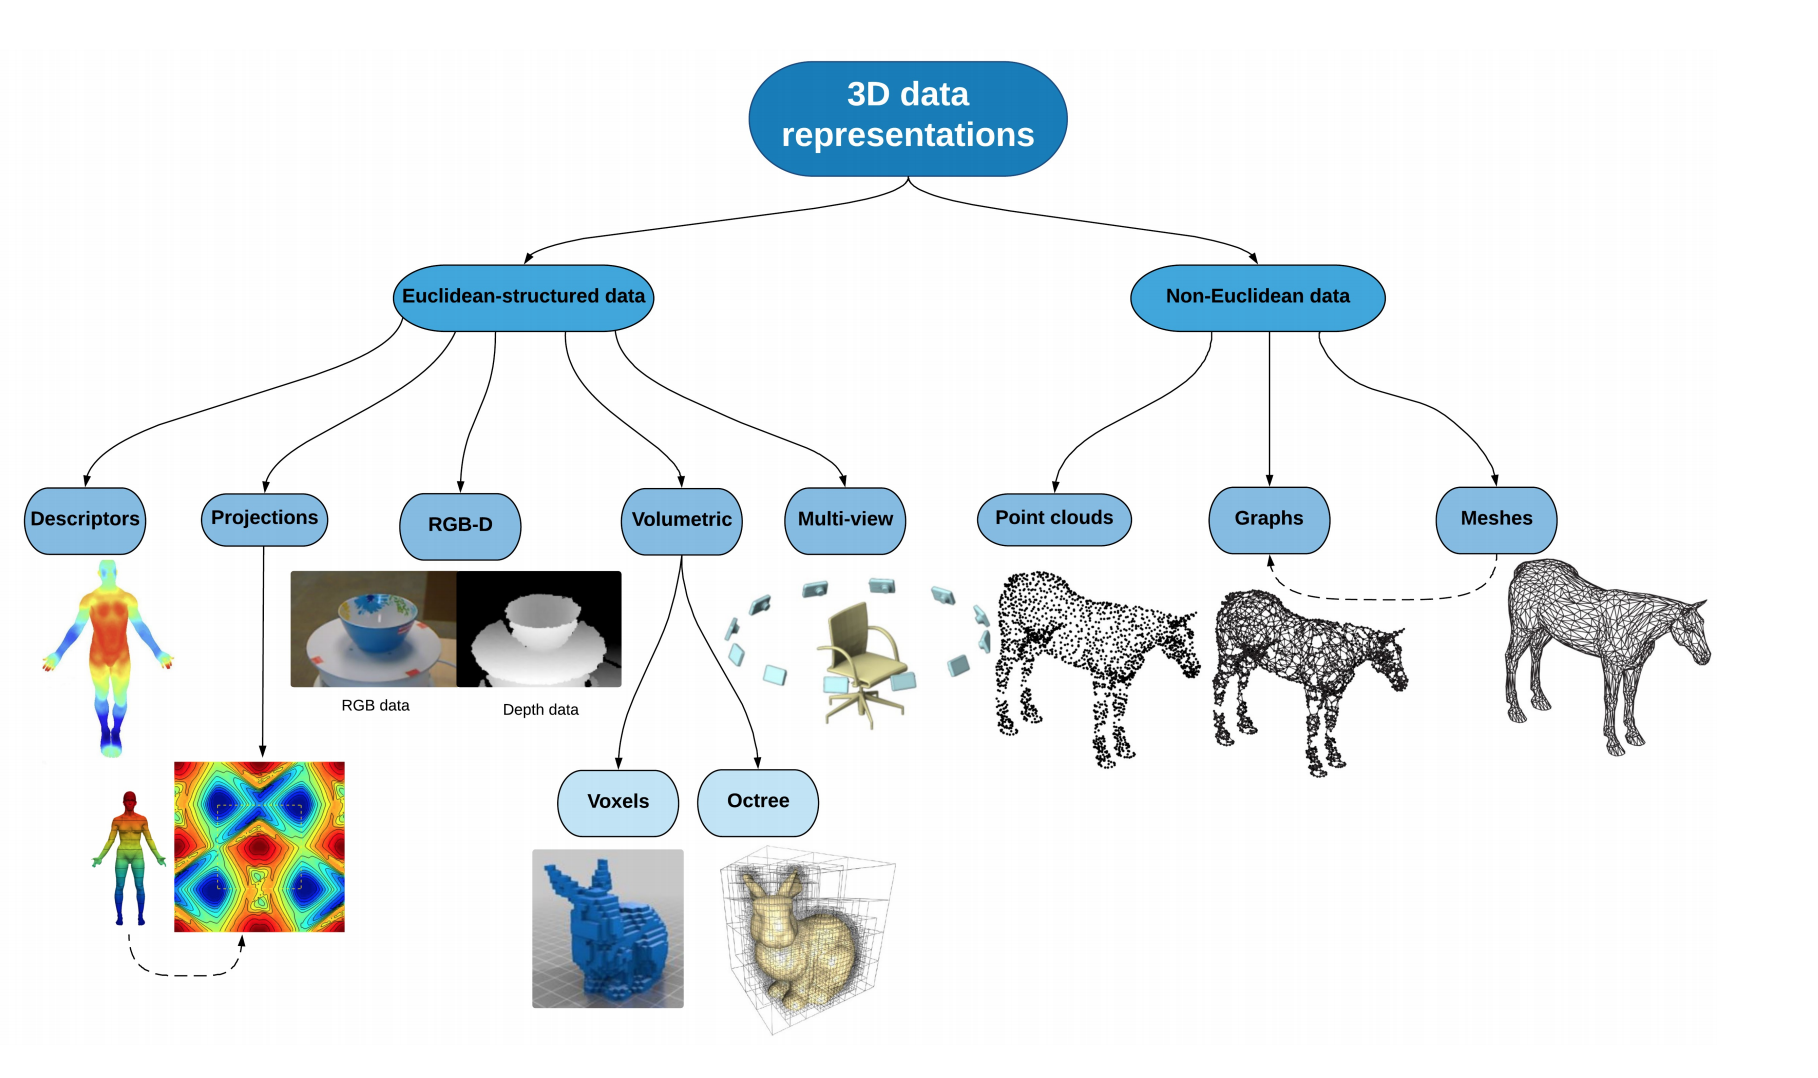 3D data
representations
Euclidean-structured data
Non-Euclidean data
Descriptors
Projections
RGB-D
Volumetric
Multi-view
Point clouds
Graphs
Meshes
RGB data
Depth data
Voxels
Octree